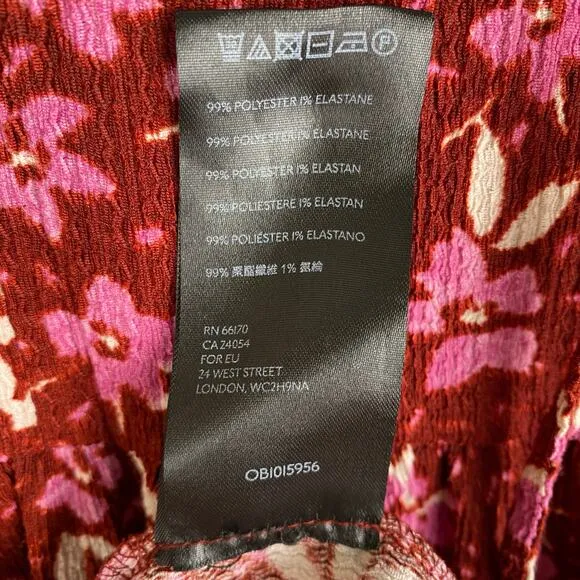 99% POLYESTER 1% ELASTANE
99% POLYESTER 1% ELASTANE
99% POLYESTER 1% ELASTAN
99% POLIESTERE 1% ELASTAN
99% POLIÉSTER 1% ELASTANO
99% 聚酯纖維 1% 氨綸
RN 66170
CA 24054
FOR EU
24 WEST STREET
LONDON, WC2H9NA
OB1015956